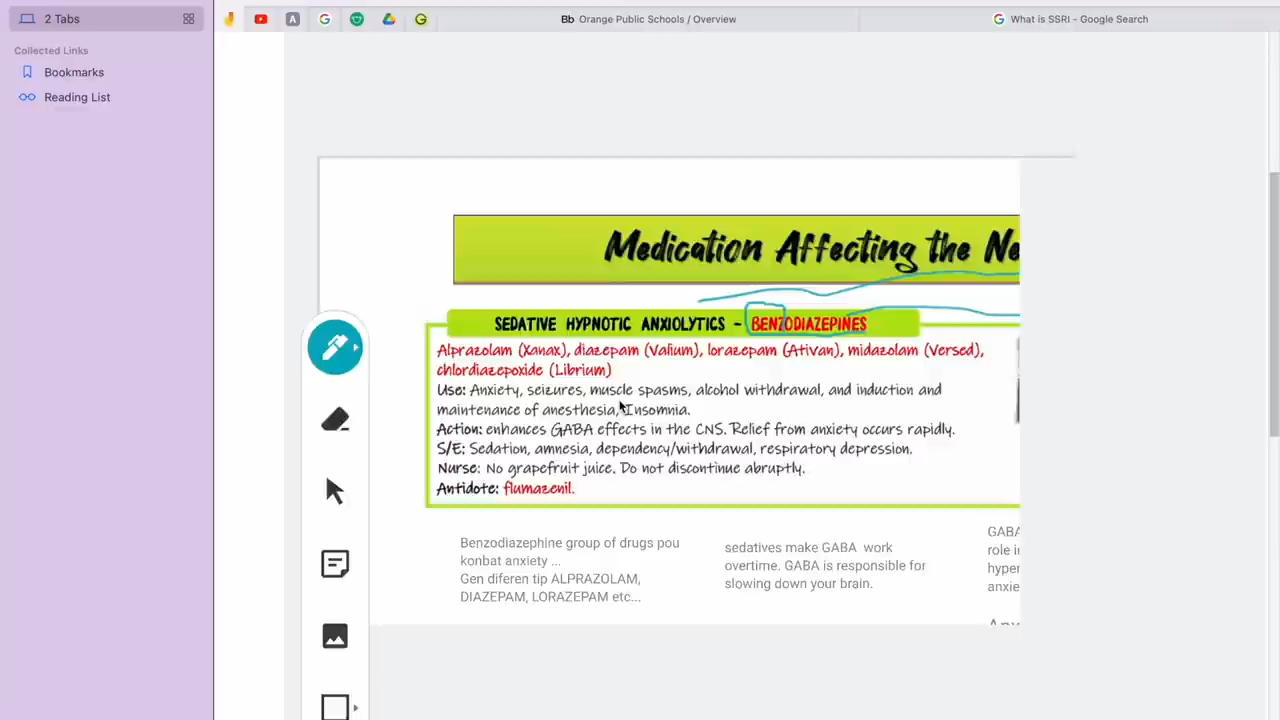 2 Tabs
Bb Orange Public Schools / Overview
What is SSRI - Google Search
Collected Links
Bookmarks
Reading List
Medication Affecting the
SEDATIVE HYPNOTIC ANXIOLYTICS - BENZODIAZEPINES
Alprazolam (Xanax), diazepam (Valium), lorazepam (Ativan), midazolam (Versed),
chlordiazepoxide (Librium)
Use: Anxiety, seizures, muscle spasms, alcohol withdrawal, and induction and
maintenance of anesthesia, Insomnia.
Action: enhances GABA effects in the CNS. Relief from anxiety occurs rapidly.
S/E: Sedation, amnesia, dependency/withdrawal, respiratory depression.
Nurse: No grapefruit juice. Do not discontinue abruptly.
Antidote: flumazenil.
Benzodiazephine group of drugs pou
konbat anxiety ...
Gen diferen tip ALPRAZOLAM,
DIAZEPAM, LORAZEPAM etc...
sedatives make GABA work
overtime. GABA is responsible for
slowing down your brain.
GABA
role